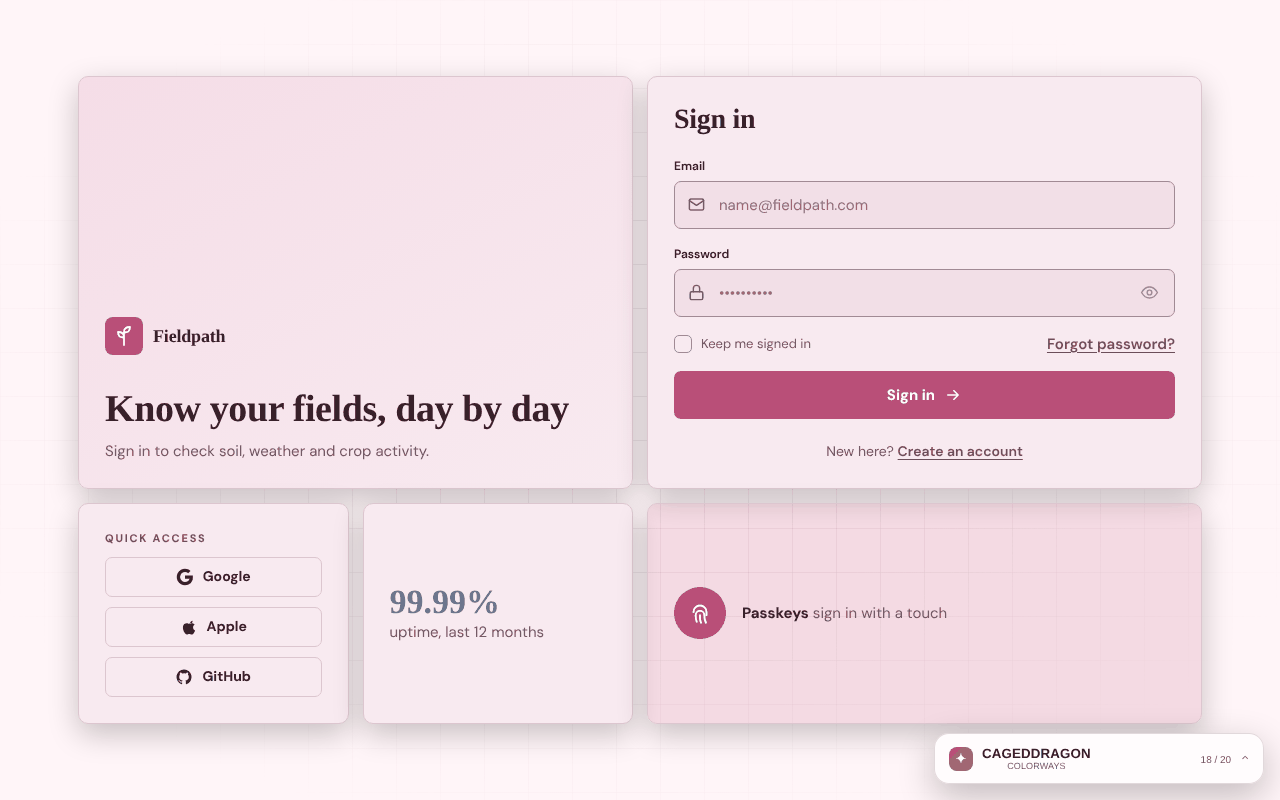 Fieldpath
Know your fields, day by day
Sign in to check soil, weather and crop activity.
Sign in
Email
name@fieldpath.com
Password
••••••••••
Keep me signed in
Forgot password?
Sign in →
New here? Create an account
QUICK ACCESS
Google
Apple
GitHub
99.99%
uptime, last 12 months
Passkeys sign in with a touch
CAGEDDRAGON
COLORWAYS
18 / 20